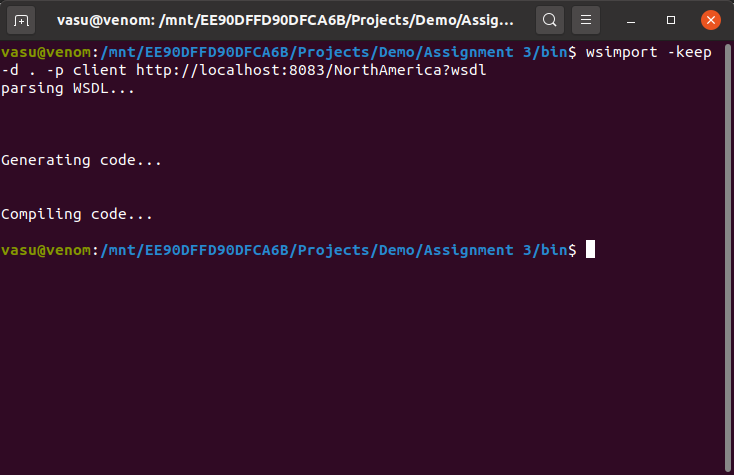 vasu@venom: /mnt/EE90DFFD90DFCA6B/Projects/Demo/Assig...
vasu@venom:/mnt/EE90DFFD90DFCA6B/Projects/Demo/Assignment 3/bin$ wsimport -keep
-d . -p client http://localhost:8083/NorthAmerica?wsdl
parsing WSDL...
Generating code...
Compiling code...
vasu@venom:/mnt/EE90DFFD90DFCA6B/Projects/Demo/Assignment 3/bin$